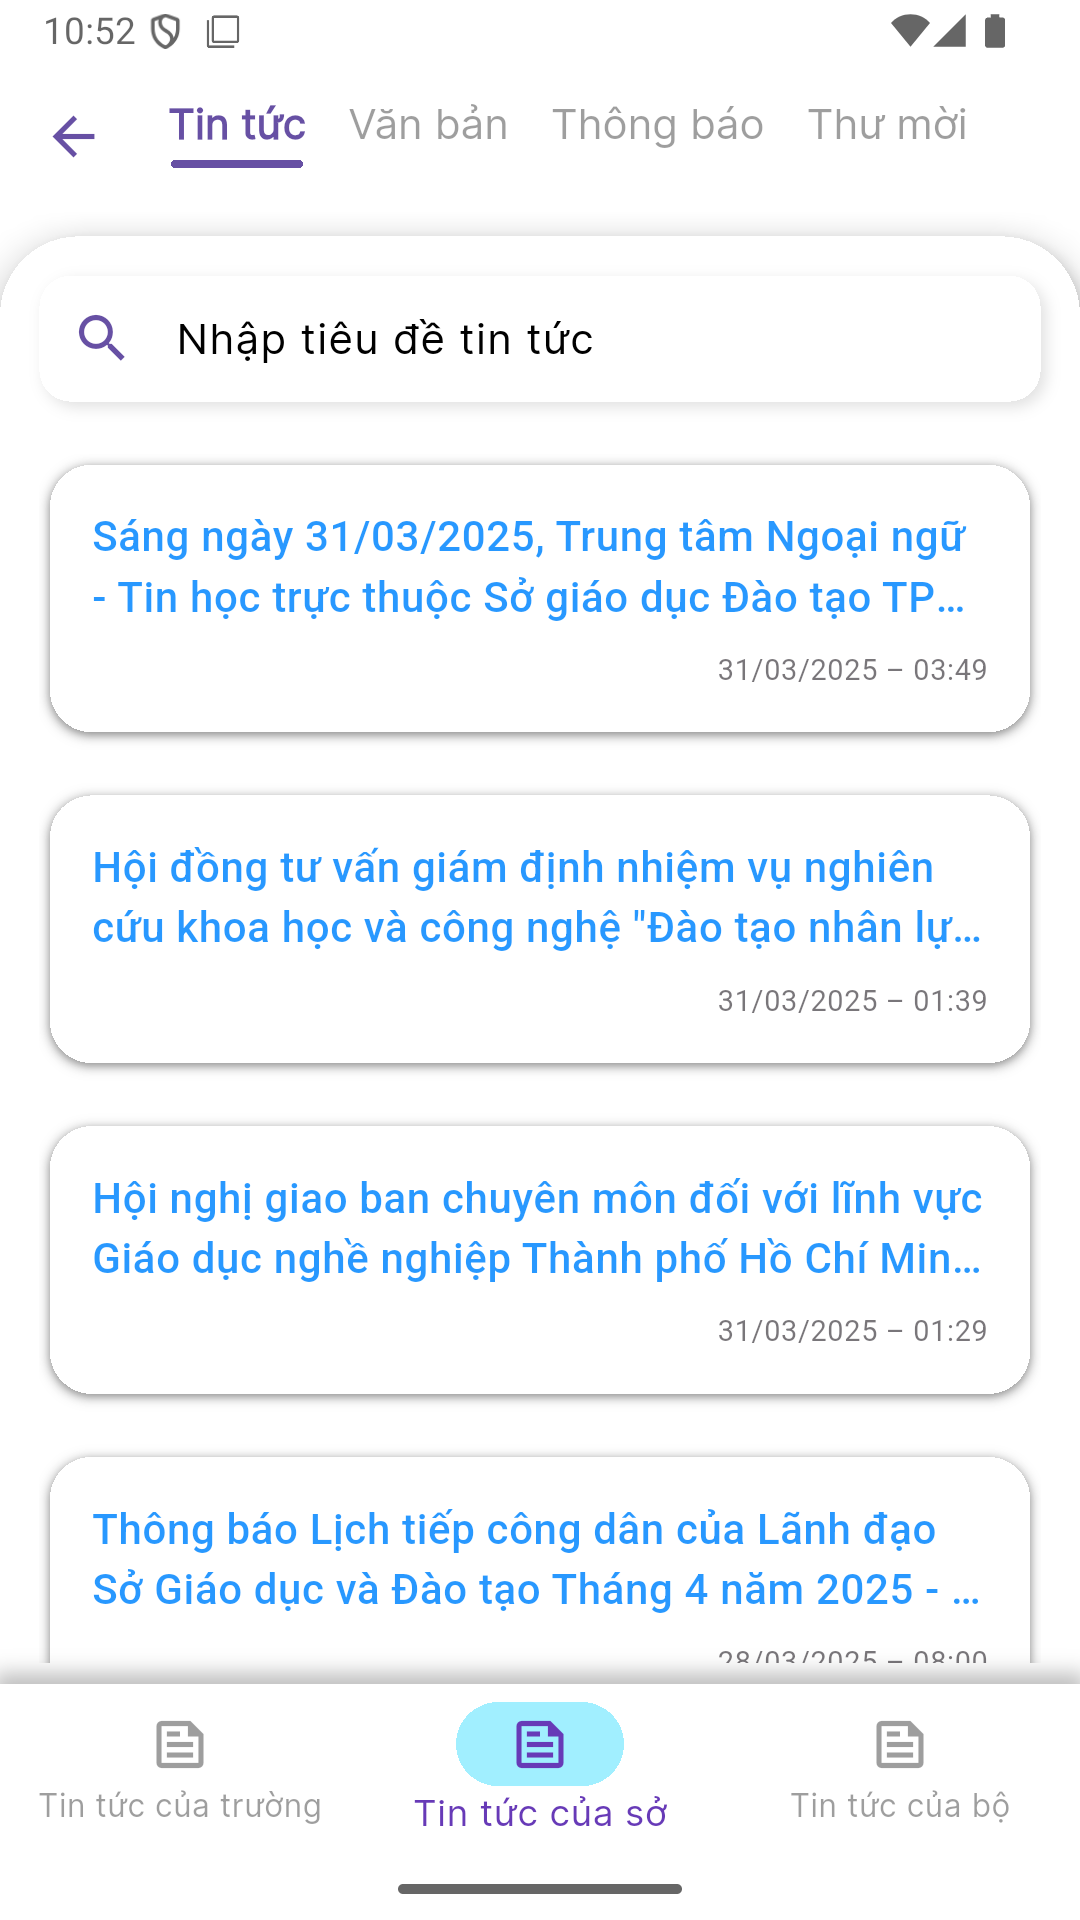 10:52
Tin tức Văn bản Thông báo Thư mời
Nhập tiêu đề tin tức
Sáng ngày 31/03/2025, Trung tâm Ngoại ngữ
- Tin học trực thuộc Sở giáo dục Đào tạo TP...
31/03/2025 – 03:49
Hội đồng tư vấn giám định nhiệm vụ nghiên
cứu khoa học và công nghệ "Đào tạo nhân lự...
31/03/2025 – 01:39
Hội nghị giao ban chuyên môn đối với lĩnh vực
Giáo dục nghề nghiệp Thành phố Hồ Chí Min...
31/03/2025 – 01:29
Thông báo Lịch tiếp công dân của Lãnh đạo
Sở Giáo dục và Đào tạo Tháng 4 năm 2025 - ...
28/03/2025 – 08:00
Tin tức của trường Tin tức của sở Tin tức của bộ